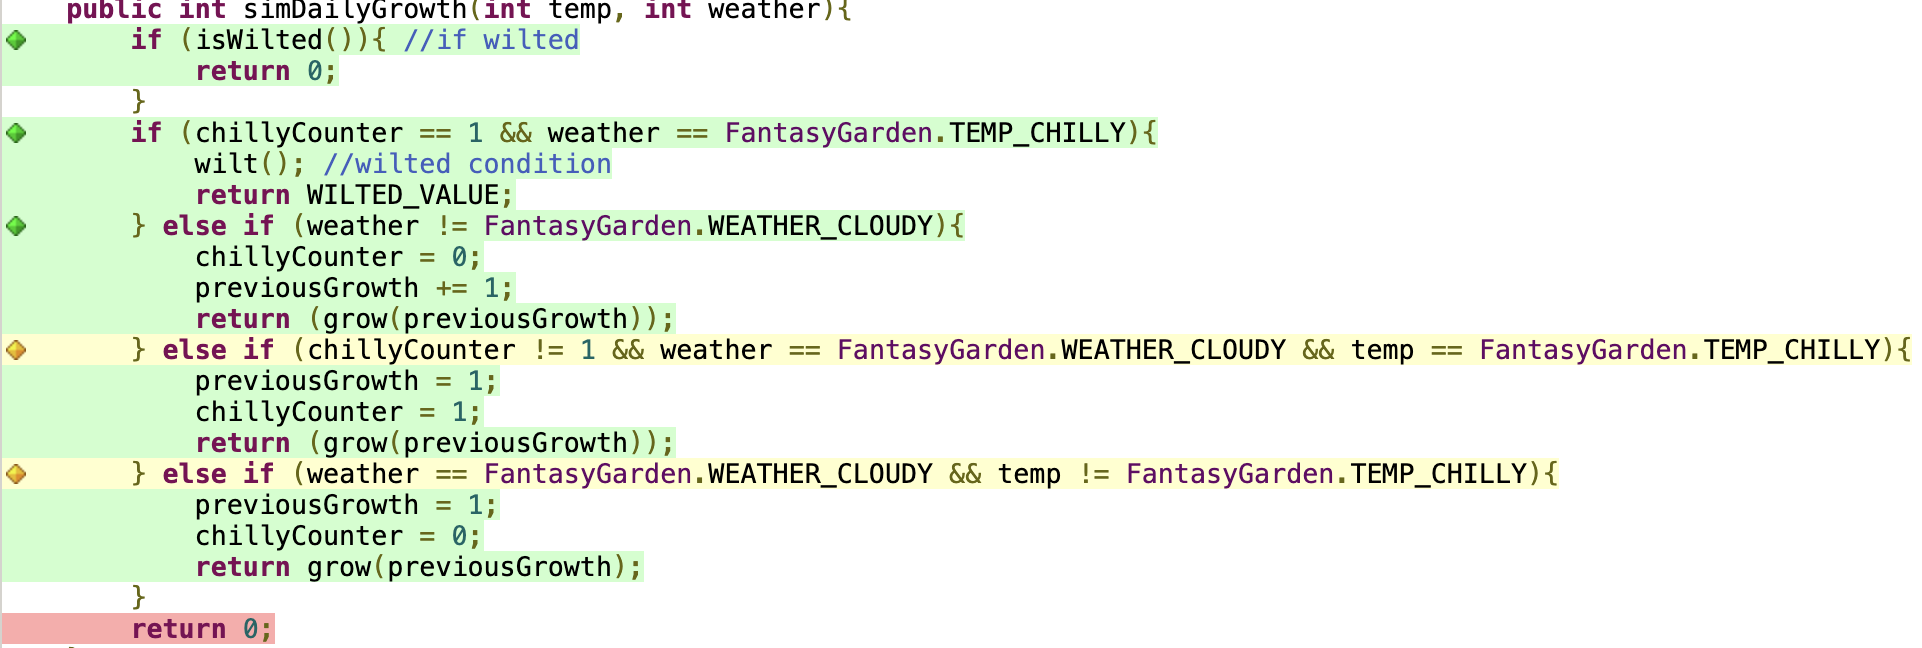 public int simDailyGrowth(int temp, int weather){
if (isWilted()){ //if wilted
return 0;
}
if (chillyCounter == 1 && weather == FantasyGarden.TEMP_CHILLY){
wilt(); //wilted condition
return WILTED_VALUE;
} else if (weather != FantasyGarden.WEATHER_CLOUDY){
chillyCounter = 0;
previousGrowth += 1;
return (grow(previousGrowth));
} else if (chillyCounter != 1 && weather == FantasyGarden.WEATHER_CLOUDY && temp == FantasyGarden.TEMP_CHILLY){
previousGrowth = 1;
chillyCounter = 1;
return (grow(previousGrowth));
} else if (weather == FantasyGarden.WEATHER_CLOUDY && temp != FantasyGarden.TEMP_CHILLY){
previousGrowth = 1;
chillyCounter = 0;
return grow(previousGrowth);
}
return 0;